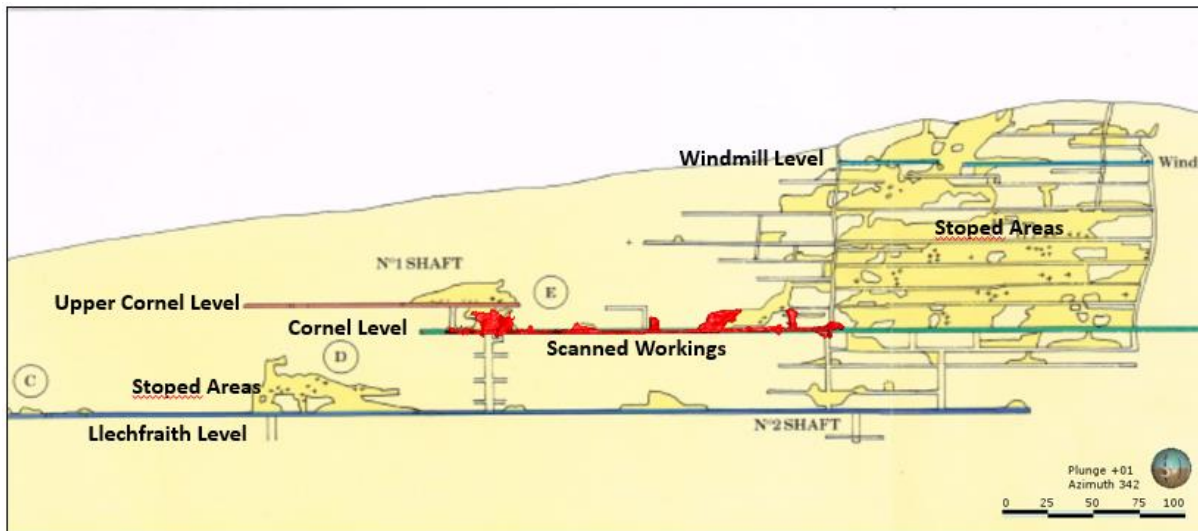 Windmill Level
Wind
Stoped Areas
Nº1 SHAFT
E
Upper Cornel Level
Cornel Level
Scanned Workings
C
D
Stoped Areas
Llechfraith Level
Nº2 SHAFT
Plunge +01
Azimuth 342
0 25 50 75 100